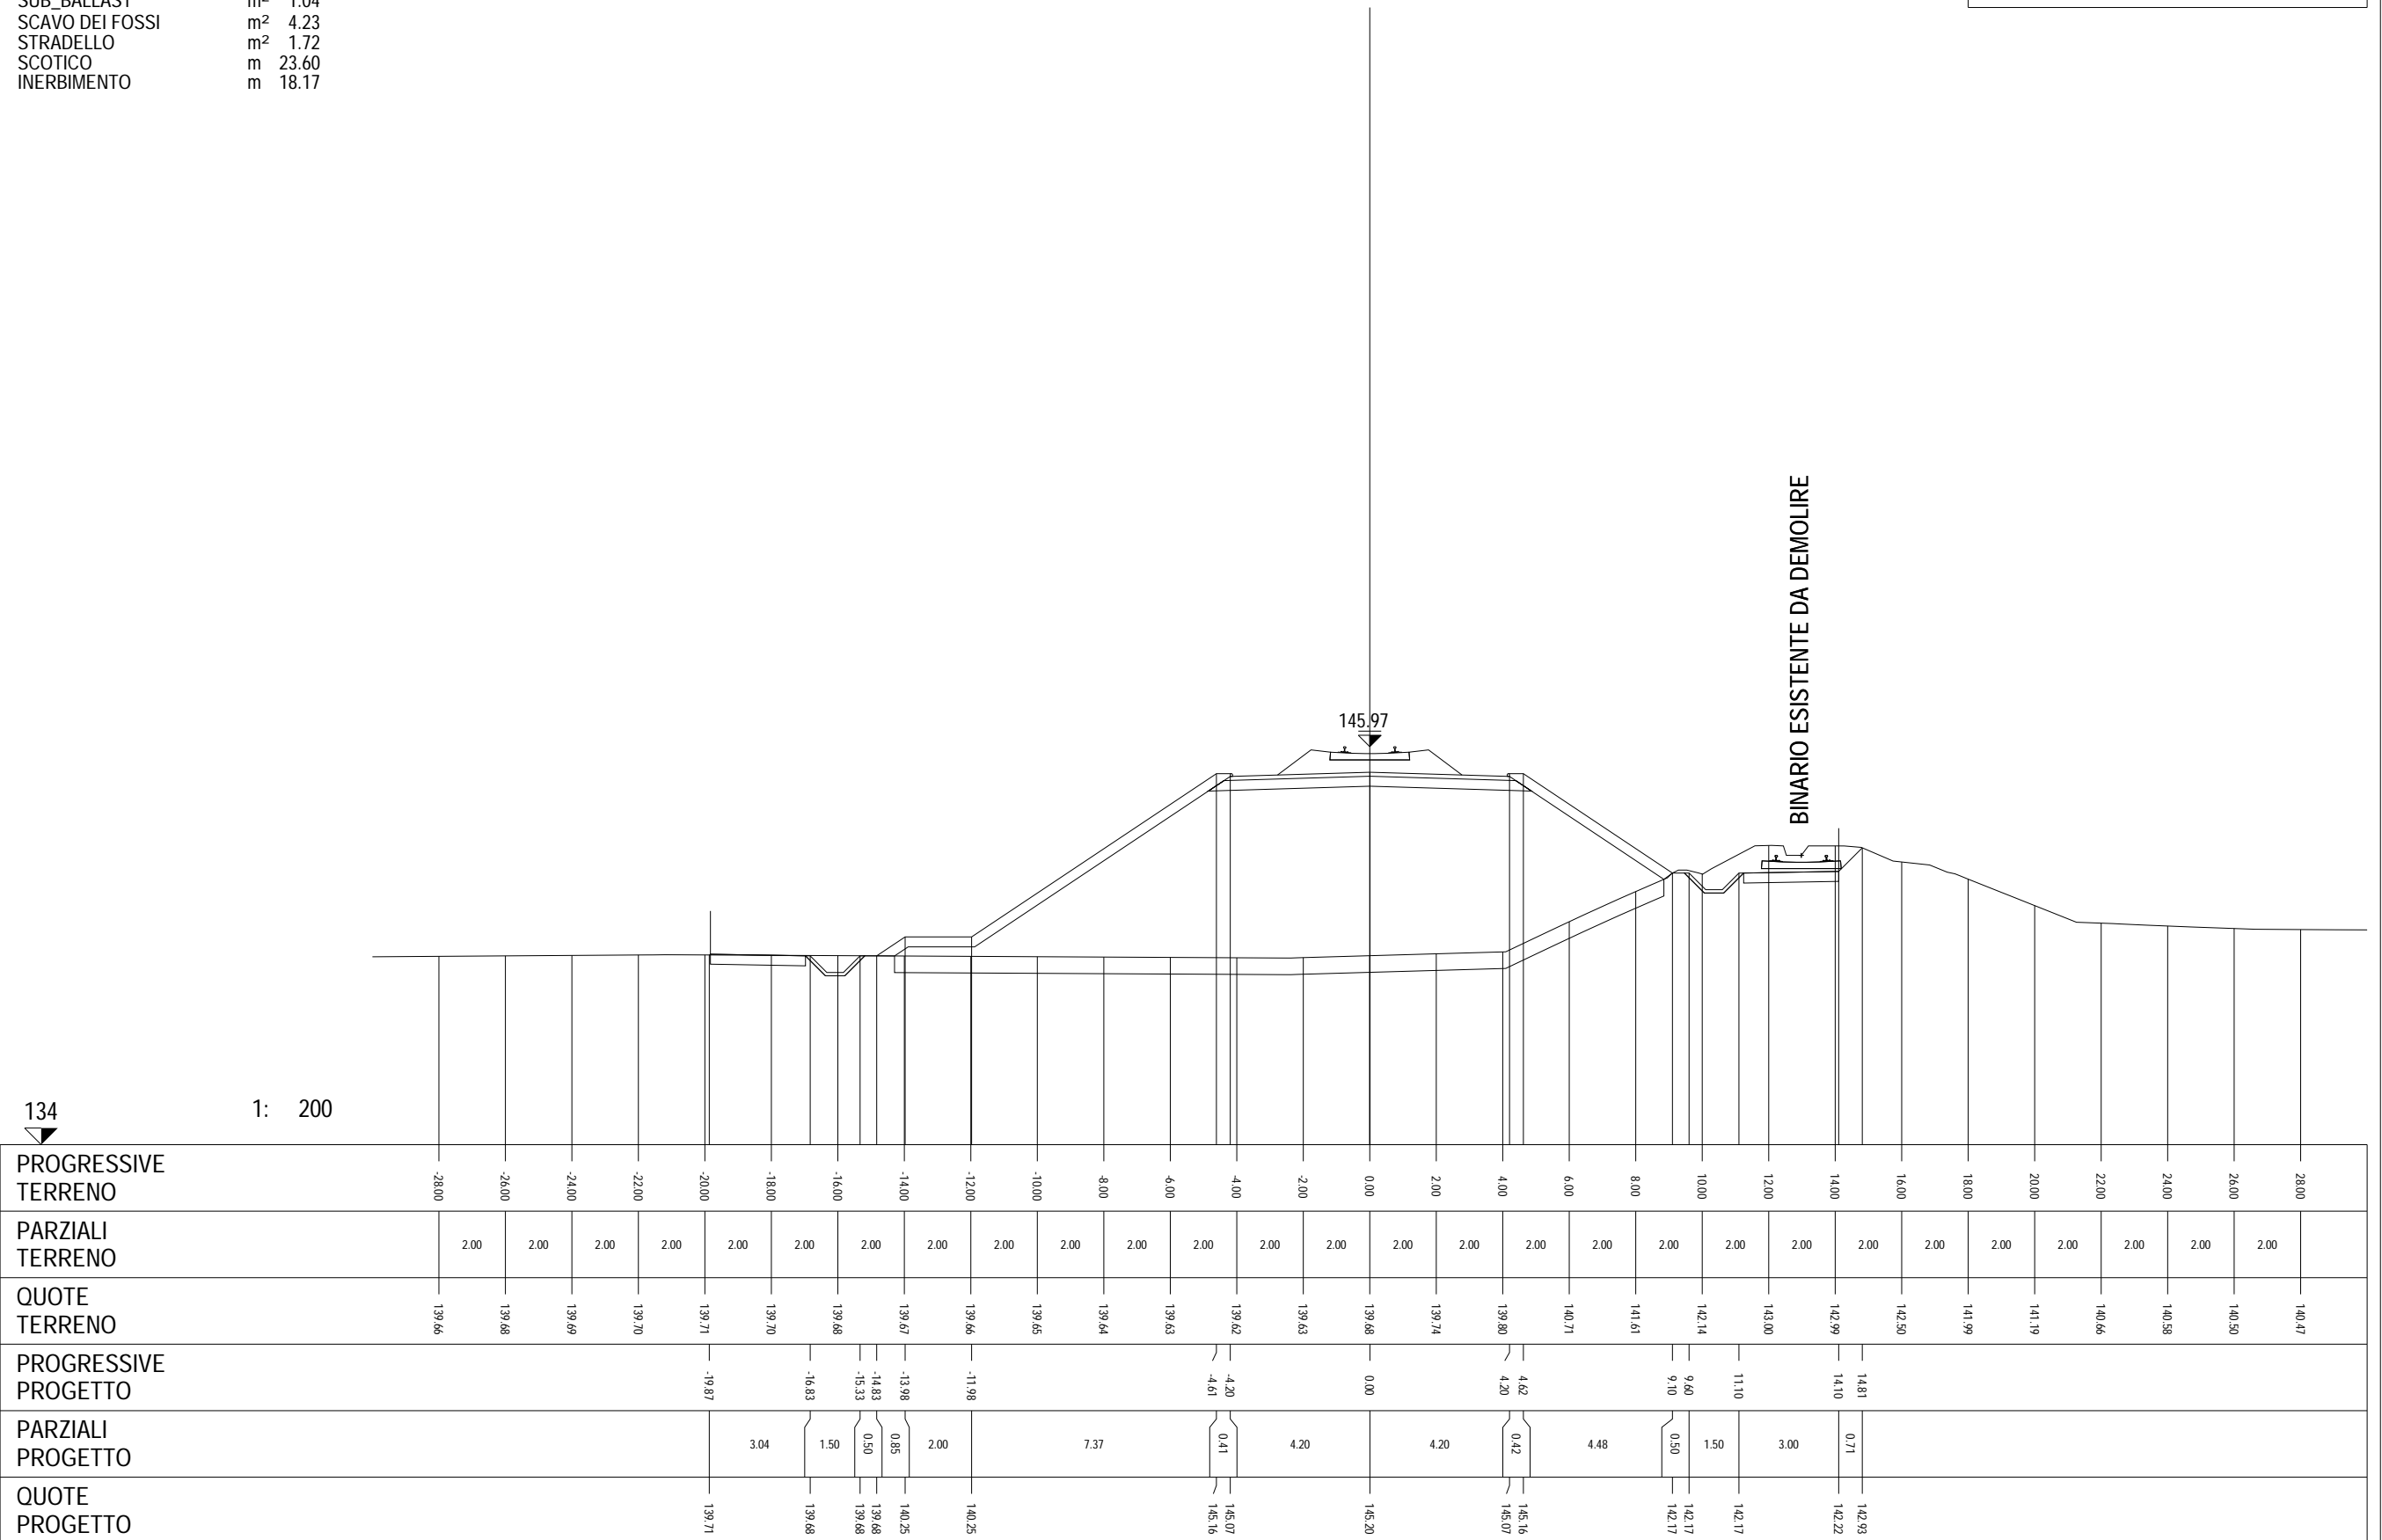 SUB_BALLAST m² 1.04
SCAVO DEI FOSSI m² 4.23
STRADELLO m² 1.72
SCOTICO m 23.60
INERBIMENTO m 18.17
BINARIO ESISTENTE DA DEMOLIRE
145.97
134 1: 200
PROGRESSIVE TERRENO
-28.00 -26.00 -24.00 -22.00 -20.00 -18.00 -16.00 -14.00 -12.00 -10.00 -8.00 -6.00 -4.00 -2.00 0.00 2.00 4.00 6.00 8.00 10.00 12.00 14.00 16.00 18.00 20.00 22.00 24.00 26.00 28.00
PARZIALI TERRENO
2.00 2.00 2.00 2.00 2.00 2.00 2.00 2.00 2.00 2.00 2.00 2.00 2.00 2.00 2.00 2.00 2.00 2.00 2.00 2.00 2.00 2.00 2.00 2.00 2.00 2.00 2.00 2.00
QUOTE TERRENO
139.66 139.68 139.69 139.70 139.71 139.70 139.68 139.67 139.66 139.65 139.64 139.63 139.62 139.63 139.68 139.74 139.80 140.71 141.61 142.14 143.00 142.99 142.50 141.99 141.19 140.66 140.58 140.50 140.47
PROGRESSIVE PROGETTO
-19.87 -16.83 -15.33 -14.83 -13.98 -11.98 -4.61 -4.20 0.00 4.20 4.62 9.10 9.60 11.10 14.10 14.81
PARZIALI PROGETTO
3.04 1.50 0.50 0.85 2.00 7.37 0.41 4.20 4.20 0.42 4.48 0.50 1.50 3.00 0.71
QUOTE PROGETTO
139.71 139.68 139.68 139.68 140.25 140.25 145.16 145.07 145.20 145.07 145.16 142.17 142.17 142.17 142.22 142.93